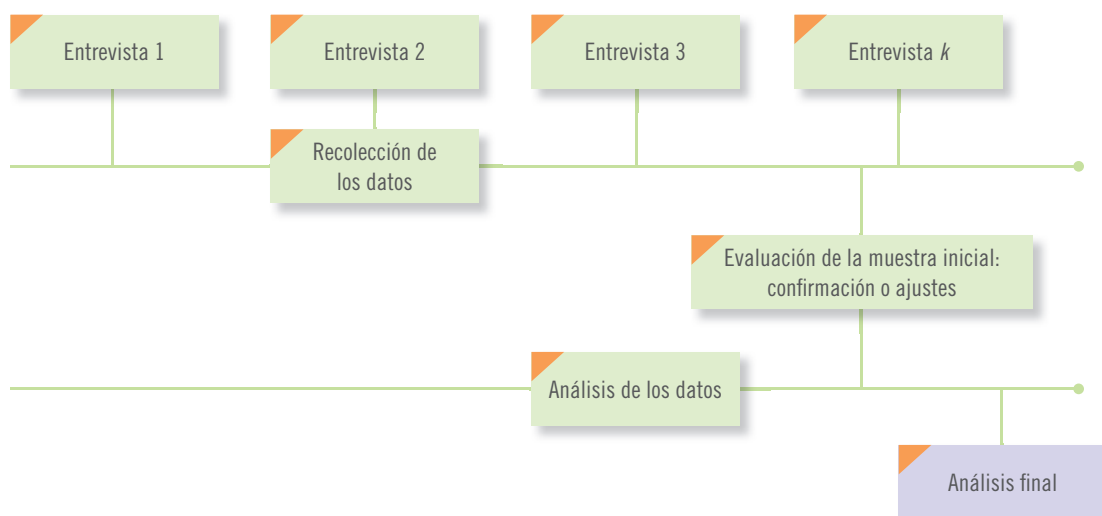 Entrevista 1
Entrevista 2
Entrevista 3
Entrevista k
Recolección de
los datos
Evaluación de la muestra inicial:
confirmación o ajustes
Análisis de los datos
Análisis final